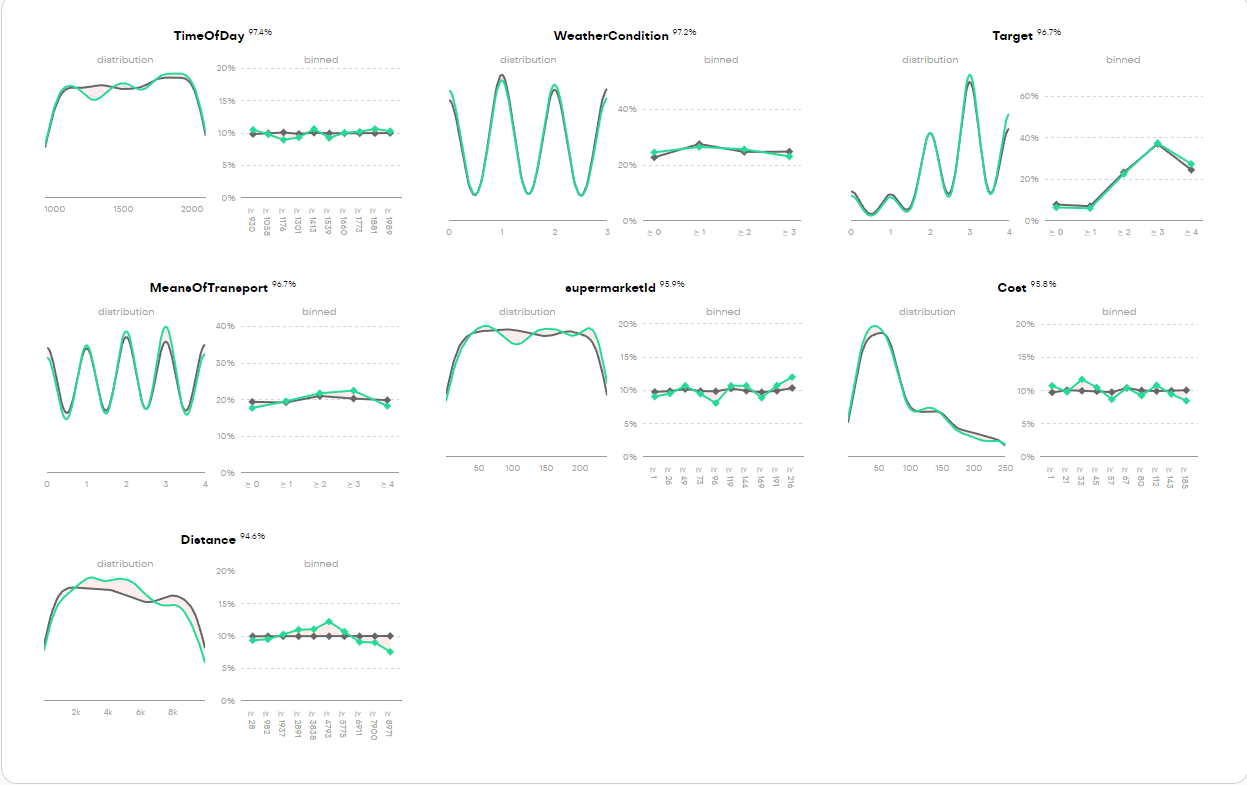 TimeOfDay 97.4%
distribution
binned
20%
15%
10%
5%
0%
1000 1500 2000
≥ 930 ≥ 1058 ≥ 1176 ≥ 1301 ≥ 1413 ≥ 1539 ≥ 1660 ≥ 1773 ≥ 1881 ≥ 1989
WeatherCondition 97.2%
distribution
binned
40%
20%
0%
0 1 2 3
≥ 0 ≥ 1 ≥ 2 ≥ 3
Target 96.7%
distribution
binned
60%
40%
20%
0%
0 1 2 3 4
≥ 0 ≥ 1 ≥ 2 ≥ 3 ≥ 4
MeansOfTransport 96.7%
distribution
binned
40%
30%
20%
10%
0%
0 1 2 3 4
≥ 0 ≥ 1 ≥ 2 ≥ 3 ≥ 4
supermarketId 95.9%
distribution
binned
20%
15%
10%
5%
0%
50 100 150 200
≥ 1 ≥ 26 ≥ 49 ≥ 73 ≥ 96 ≥ 119 ≥ 144 ≥ 169 ≥ 191 ≥ 216
Cost 95.8%
distribution
binned
20%
15%
10%
5%
0%
50 100 150 200 250
≥ 1 ≥ 21 ≥ 33 ≥ 45 ≥ 57 ≥ 67 ≥ 80 ≥ 112 ≥ 143 ≥ 185
Distance 94.6%
distribution
binned
20%
15%
10%
5%
0%
2k 4k 6k 8k
≥ 28 ≥ 982 ≥ 1937 ≥ 2891 ≥ 3838 ≥ 4793 ≥ 5775 ≥ 6911 ≥ 7900 ≥ 8971